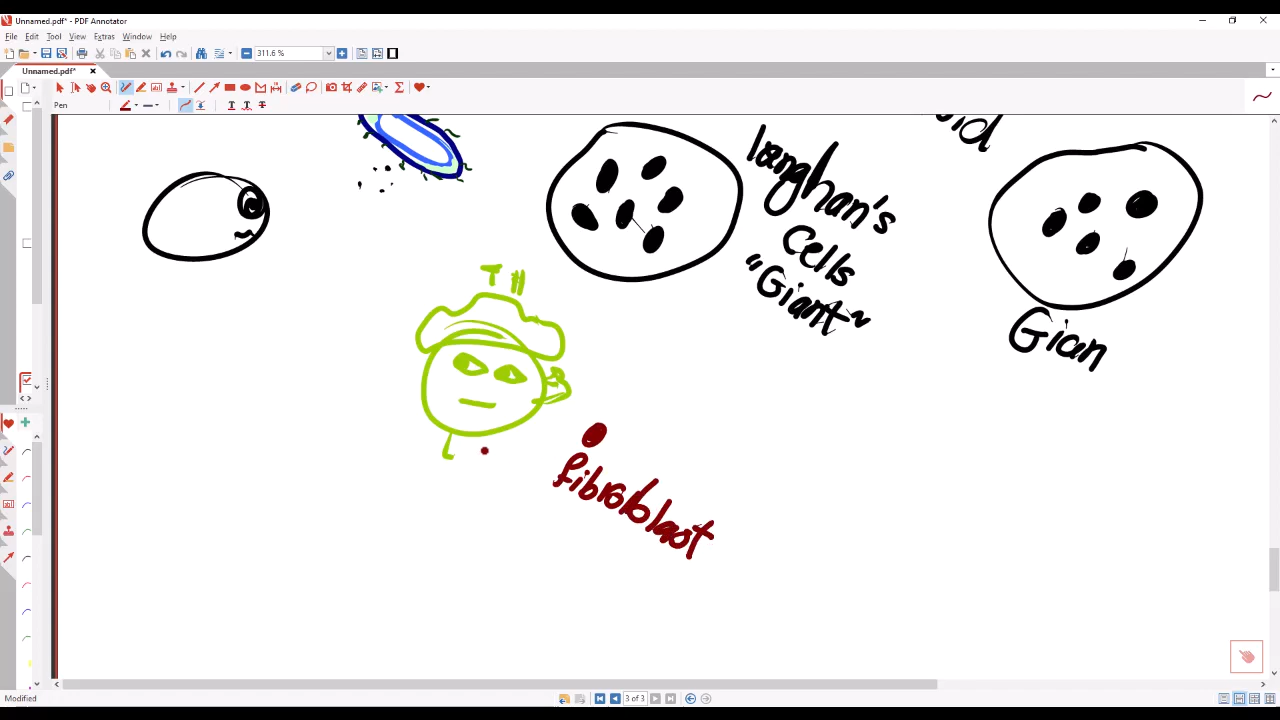 Unnamed.pdf* - PDF Annotator
File Edit Tool View Extras Window Help
311.6 %
Unnamed.pdf*
Pen
Langhan's
Cells
"Giant"
Gian
TH
fibroblast
Modified
3 of 3